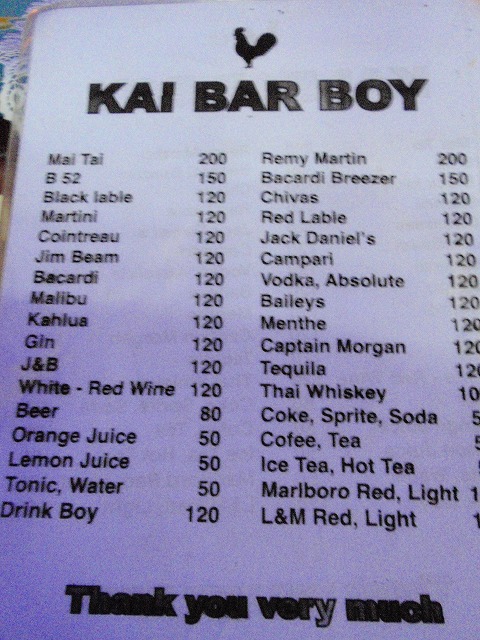 KAI BAR BOY
Mai Tai 200 Remy Martin 200
B 52 150 Bacardi Breezer 150
Black lable 120 Chivas 120
Martini 120 Red Lable 120
Cointreau 120 Jack Daniel's 120
Jim Beam 120 Campari 120
Bacardi 120 Vodka, Absolute 120
Malibu 120 Baileys 120
Kahlua 120 Menthe 120
Gin 120 Captain Morgan 120
J&B 120 Tequila 120
White - Red Wine 120 Thai Whiskey 10
Beer 80 Coke, Sprite, Soda 5
Orange Juice 50 Cofee, Tea
Lemon Juice 50 Ice Tea, Hot Tea
Tonic, Water 50 Marlboro Red, Light 1
Drink Boy 120 L&M Red, Light
Thank you very much